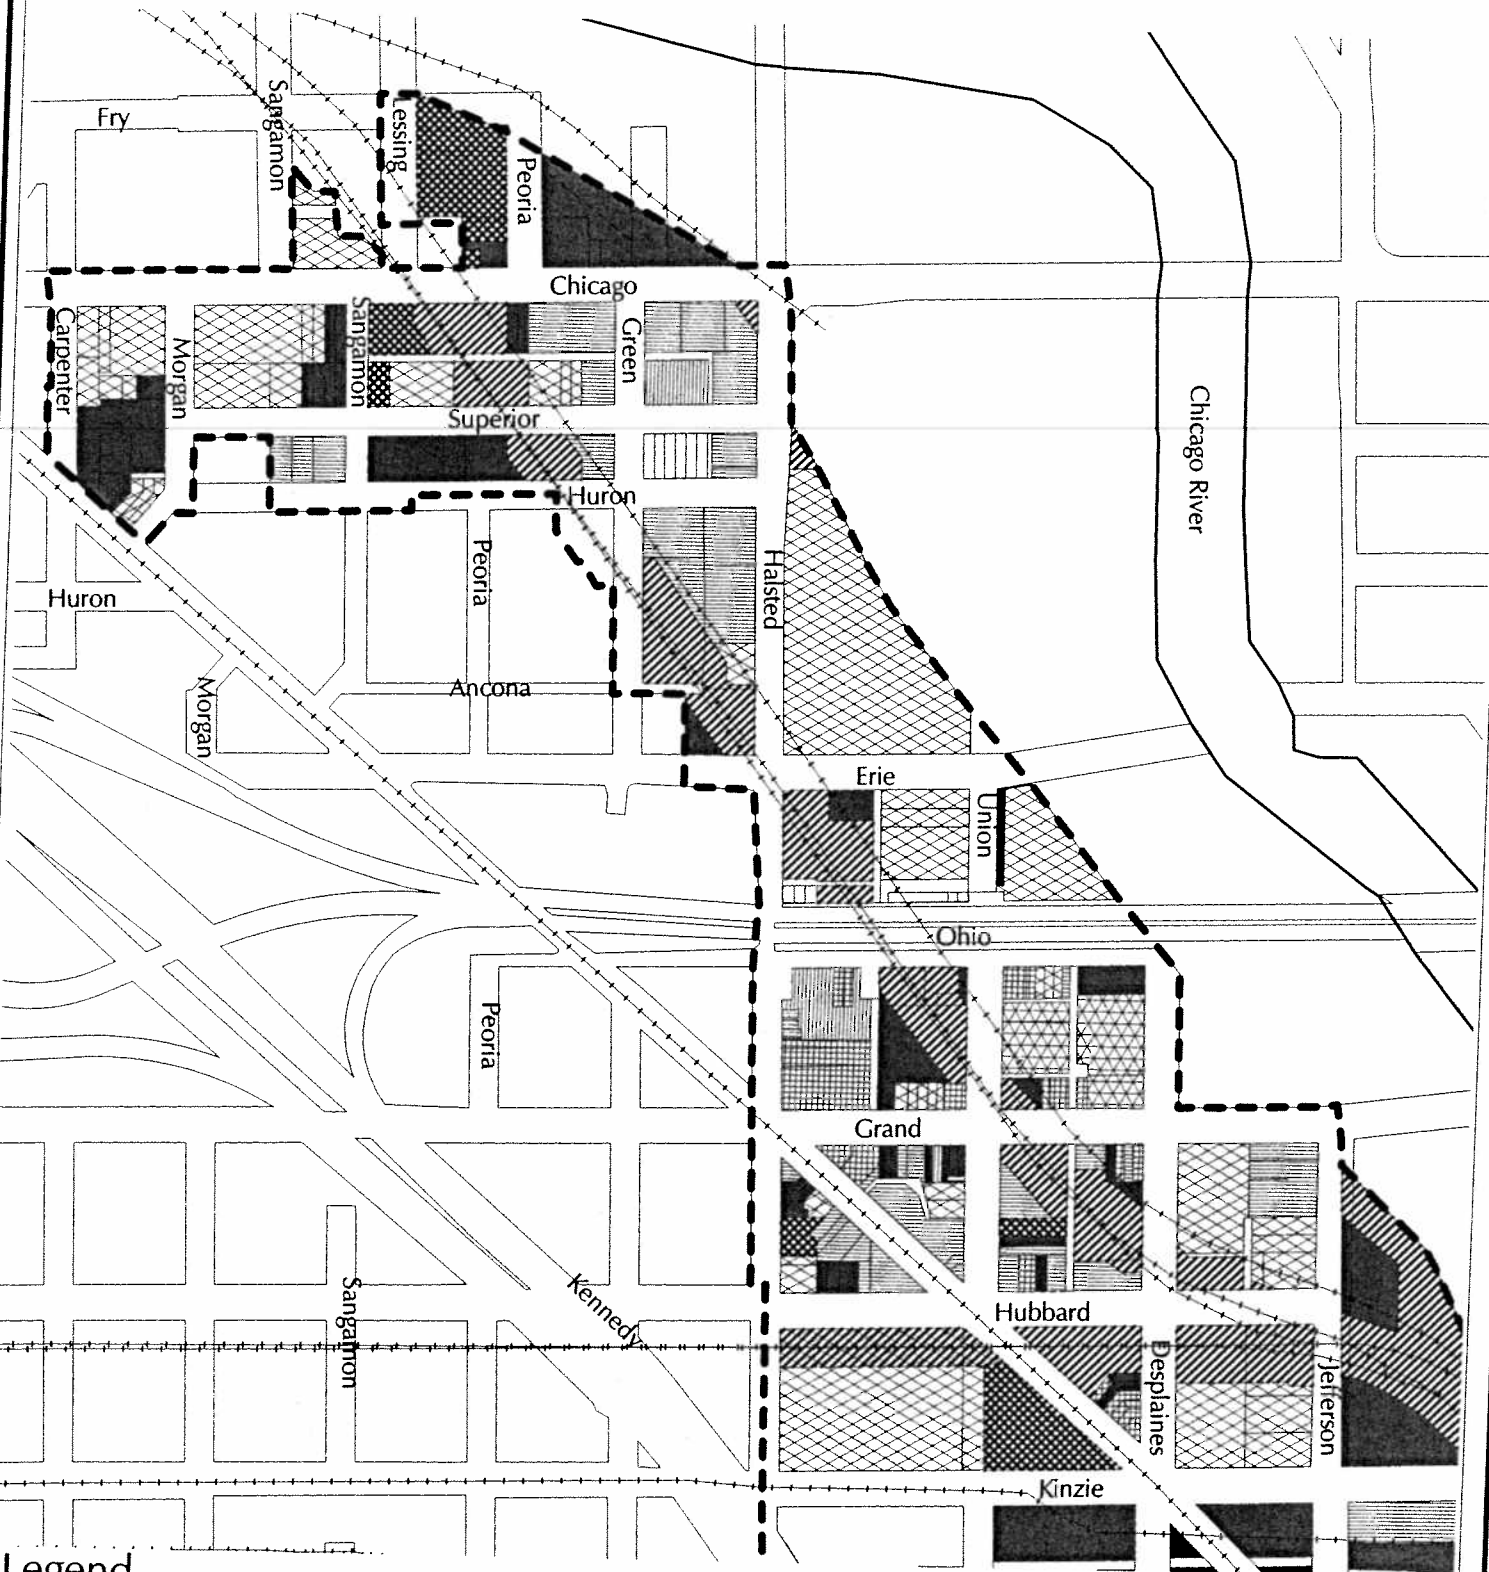 Fry
Sangamon
essing
Peoria
Chicago
Carpenter
Morgan
Sangamon
Green
Superior
Chicago River
Huron
Peoria
Halsted
Huron
Morgan
Ancona
Erie
Union
Ohio
Peoria
Grand
Sangamon
Kennedy
Hubbard
Desplaines
Jefferson
Kinzie
Legend